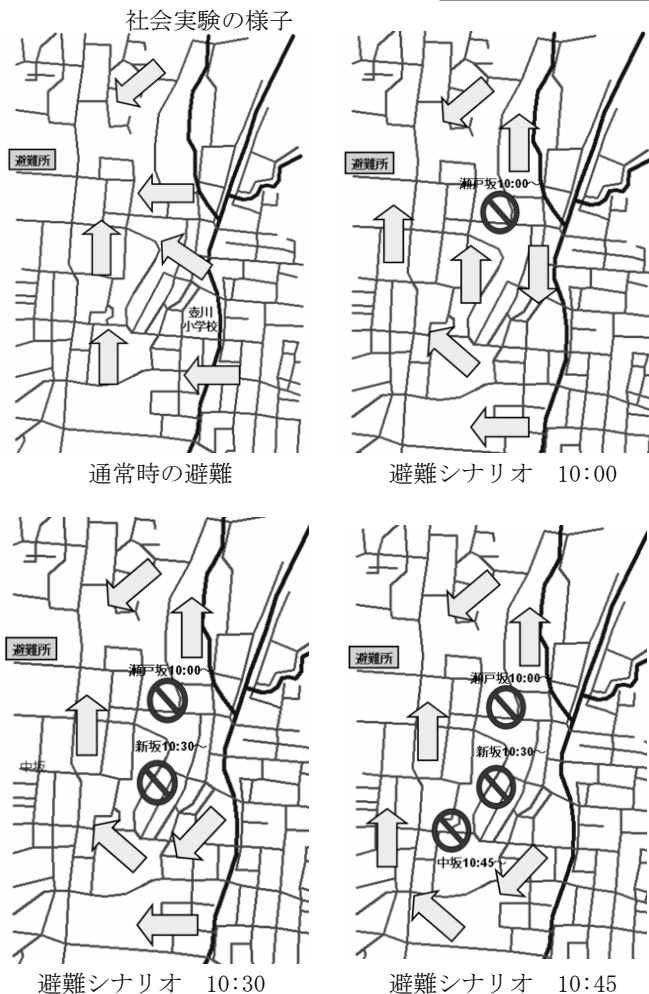 社会実験の様子
避難所
壺川
小学校
通常時の避難
避難所
瀬戸坂10:00～
避難シナリオ 10:00
避難所
瀬戸坂10:00～
新坂10:30～
中坂
避難シナリオ 10:30
避難所
瀬戸坂10:00～
新坂10:30～
中坂10:45～
避難シナリオ 10:45